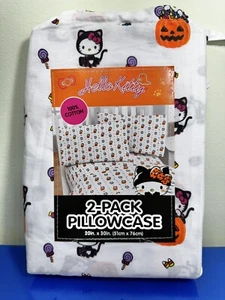 Hello Kitty
100%
COTTON
2-PACK
PILLOWCASE
20in. x 30in. (51cm x 76cm)